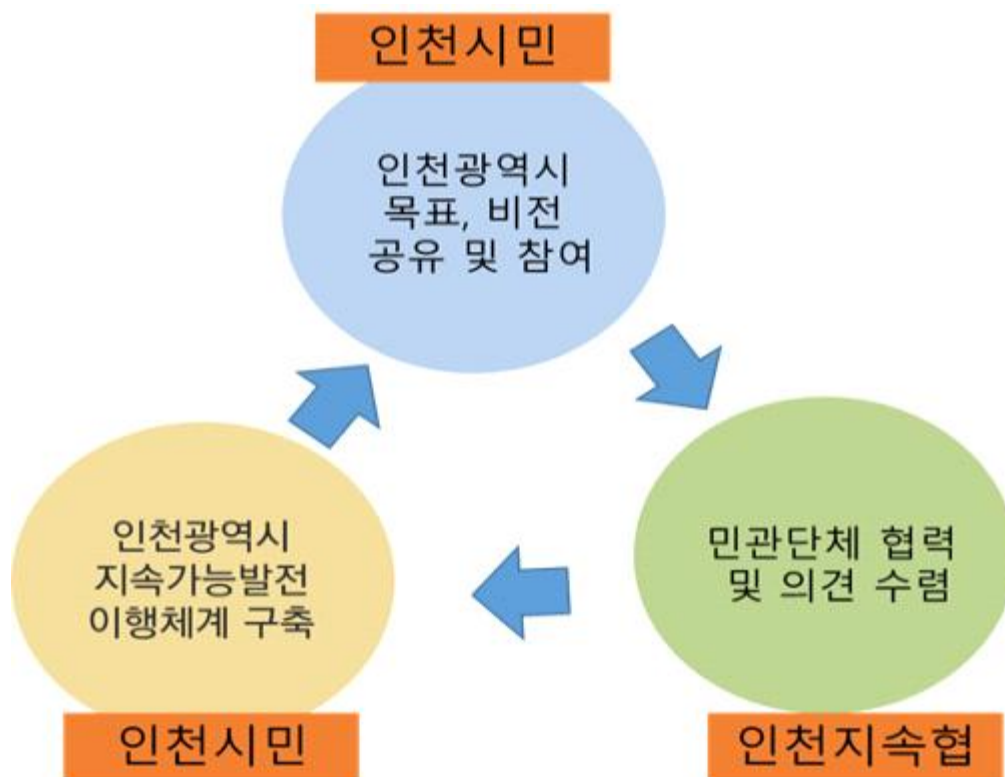 인천시민
인천광역시
목표, 비전
공유 및 참여
인천광역시
지속가능발전
이행체계 구축
인천시민
민관단체 협력
및 의견 수렴
인천지속협